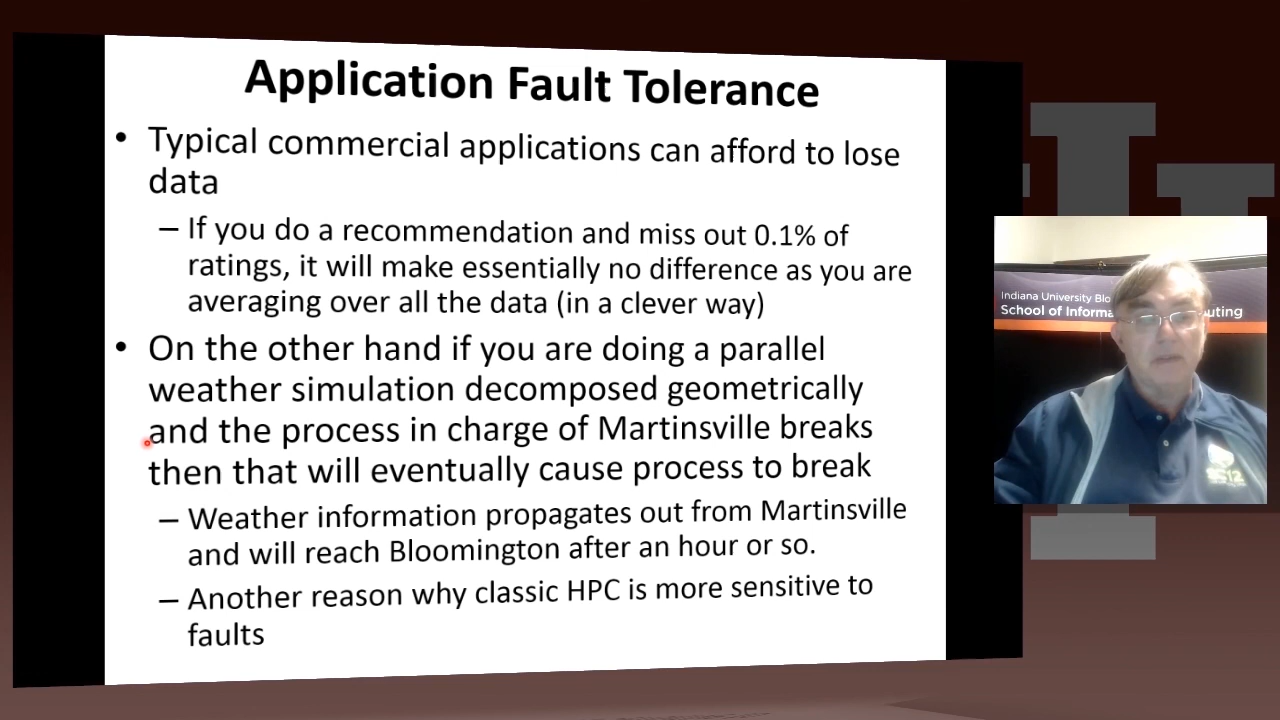 Application Fault Tolerance
• Typical commercial applications can afford to lose
data
– If you do a recommendation and miss out 0.1% of
ratings, it will make essentially no difference as you are
averaging over all the data (in a clever way)
• On the other hand if you are doing a parallel
weather simulation decomposed geometrically
and the process in charge of Martinsville breaks
then that will eventually cause process to break
– Weather information propagates out from Martinsville
and will reach Bloomington after an hour or so.
– Another reason why classic HPC is more sensitive to
faults
Indiana University
School of